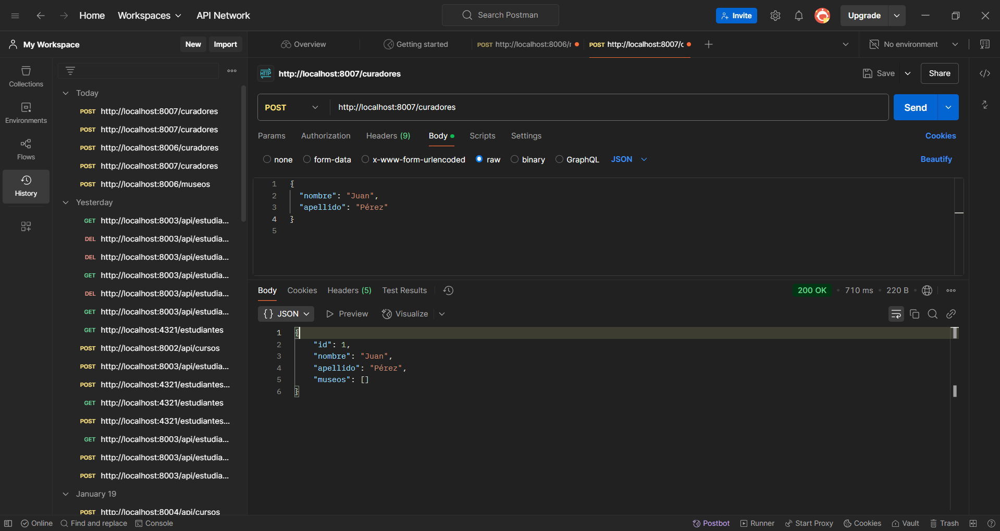 Home Workspaces API Network Search Postman Invite Upgrade
My Workspace New Import Overview Getting started POST http://localhost:8006/r POST http://localhost:8007/c No environment
Collections
Environments
Flows
History
Today
POST http://localhost:8007/curadores
POST http://localhost:8007/curadores
POST http://localhost:8006/curadores
POST http://localhost:8007/curadores
POST http://localhost:8006/museos
Yesterday
GET http://localhost:8003/api/estudia...
DEL http://localhost:8003/api/estudia...
DEL http://localhost:8003/api/estudia...
GET http://localhost:8003/api/estudia...
DEL http://localhost:8003/api/estudia...
GET http://localhost:8003/api/estudia...
GET http://localhost:4321/estudiantes
POST http://localhost:8002/api/cursos
POST http://localhost:8003/api/estudia...
POST http://localhost:4321/estudiantes...
GET http://localhost:4321/estudiantes
POST http://localhost:4321/estudiantes...
GET http://localhost:8003/api/estudia...
POST http://localhost:8003/api/estudia...
POST http://localhost:8003/api/estudia...
January 19
POST http://localhost:8004/api/cursos
HTTP http://localhost:8007/curadores Save Share
POST http://localhost:8007/curadores Send
Params Authorization Headers (9) Body Scripts Settings Cookies
none form-data x-www-form-urlencoded raw binary GraphQL JSON Beautify
1 {
2 "nombre": "Juan",
3 "apellido": "Pérez"
4 }
5
Body Cookies Headers (5) Test Results 200 OK 710 ms 220 B
{} JSON Preview Visualize
1 {
2 "id": 1,
3 "nombre": "Juan",
4 "apellido": "Pérez",
5 "museos": []
6 }
Online Find and replace Console Postbot Runner Start Proxy Cookies Vault Trash